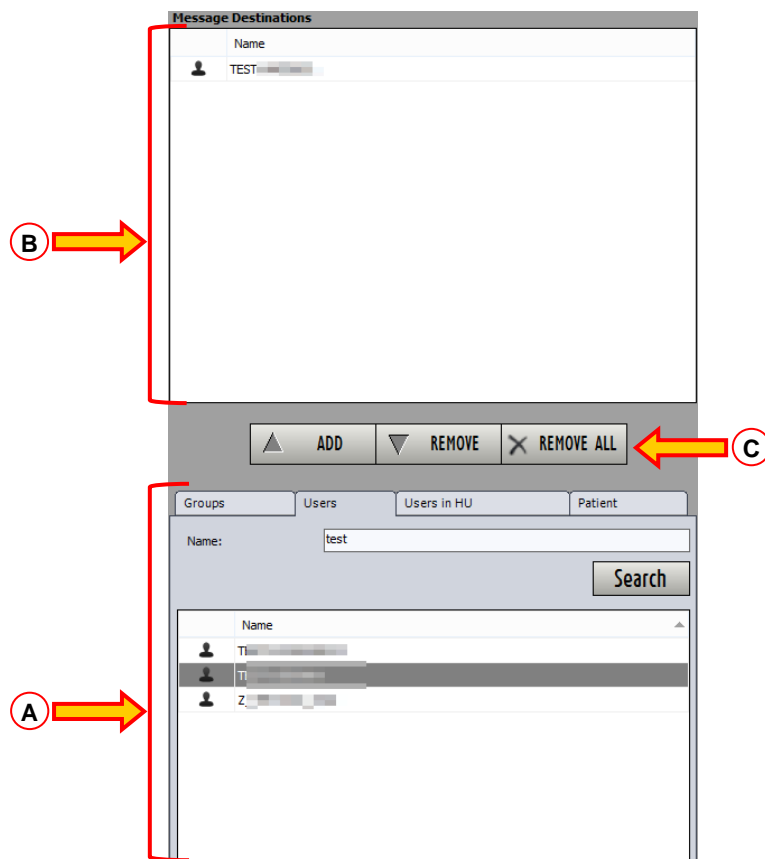 Message Destinations
Name
TEST
B
ADD REMOVE REMOVE ALL
C
Groups Users Users in HU Patient
Name: test
Search
Name
A